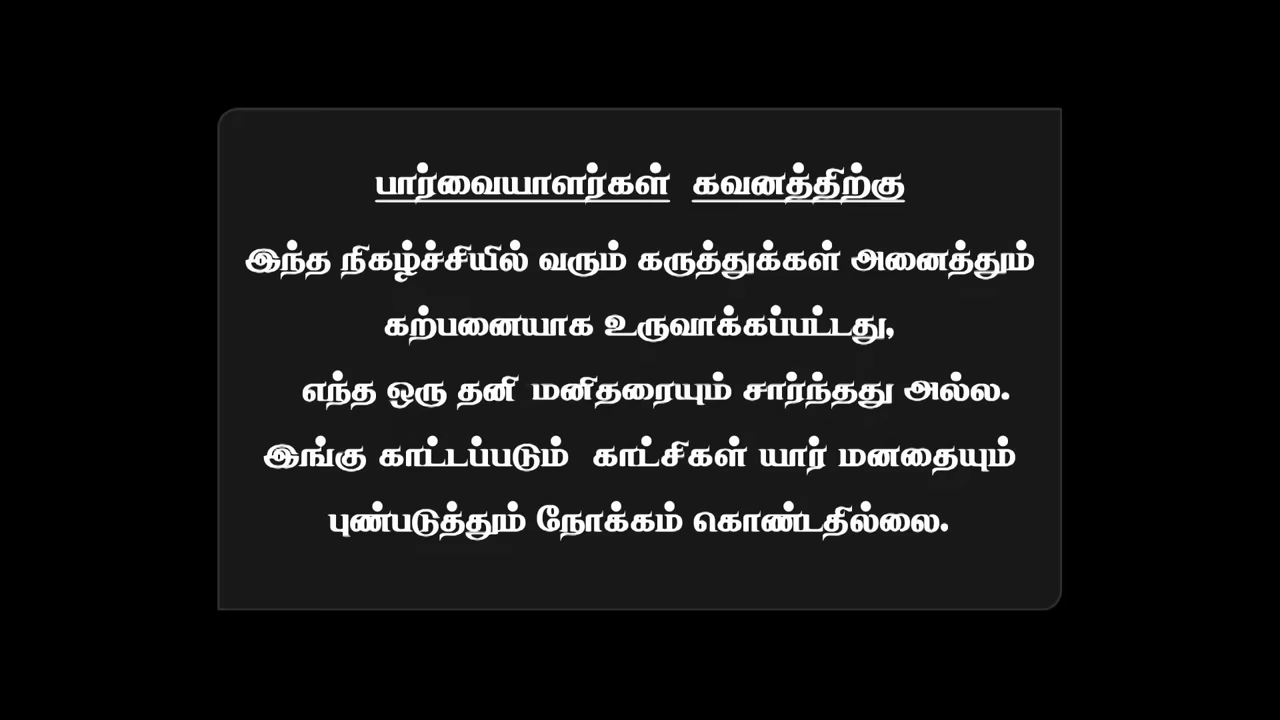 பார்வையாளர்கள் கவனத்திற்கு
இந்த நிகழ்ச்சியில் வரும் கருத்துக்கள் அனைத்தும்
கற்பனையாக உருவாக்கப்பட்டது,
எந்த ஒரு தனி மனிதரையும் சார்ந்தது அல்ல.
இங்கு காட்டப்படும் காட்சிகள் யார் மனதையும்
புண்படுத்தும் நோக்கம் கொண்டதில்லை.